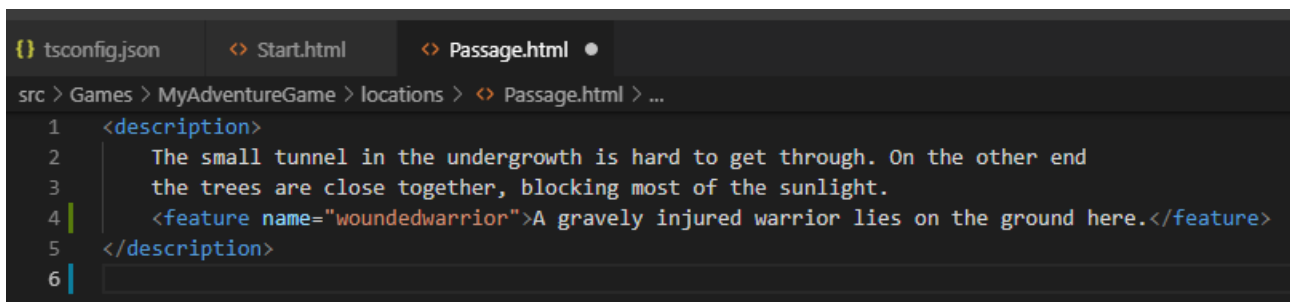 {} tsconfig.json <> Start.html <> Passage.html ●
src > Games > MyAdventureGame > locations > <> Passage.html > ...
1 <description>
2 The small tunnel in the undergrowth is hard to get through. On the other end
3 the trees are close together, blocking most of the sunlight.
4 <feature name="woundedwarrior">A gravely injured warrior lies on the ground here.</feature>
5 </description>
6